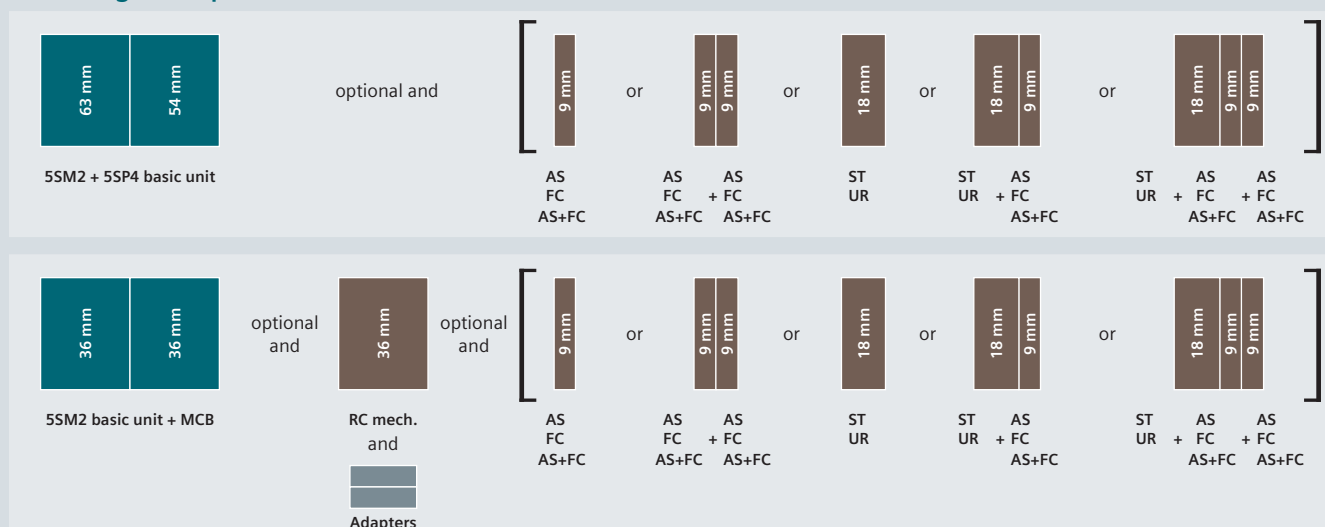 63 mm 54 mm optional and 9 mm or 9 mm 9 mm or 18 mm or 18 mm 9 mm or 18 mm 9 mm 9 mm
5SM2 + 5SP4 basic unit AS AS AS ST ST AS ST AS AS
FC FC + FC UR UR + FC UR + FC + FC
AS+FC AS+FC AS+FC AS+FC AS+FC AS+FC
36 mm 36 mm optional and 36 mm optional and 9 mm or 9 mm 9 mm or 18 mm or 18 mm 9 mm or 18 mm 9 mm 9 mm
5SM2 basic unit + MCB RC mech. AS AS AS ST ST AS ST AS AS
and FC FC + FC UR UR + FC UR + FC + FC
AS+FC AS+FC AS+FC AS+FC AS+FC AS+FC
Adapters